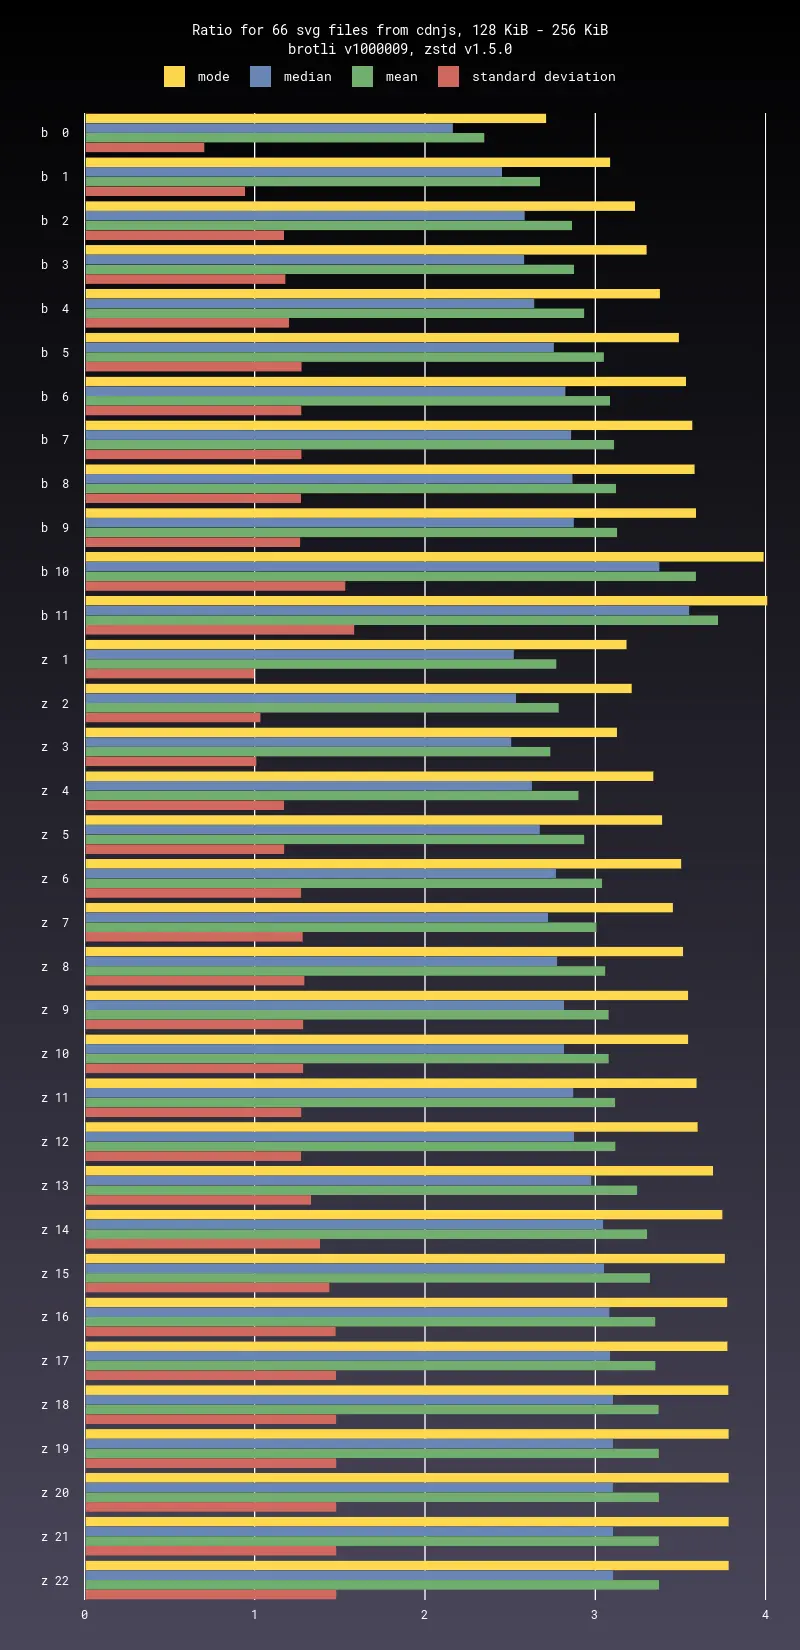 Ratio for 66 svg files from cdnjs, 128 KiB - 256 KiB
brotli v1000009, zstd v1.5.0
mode median mean standard deviation
b  0
b  1
b  2
b  3
b  4
b  5
b  6
b  7
b  8
b  9
b 10
b 11
z  1
z  2
z  3
z  4
z  5
z  6
z  7
z  8
z  9
z 10
z 11
z 12
z 13
z 14
z 15
z 16
z 17
z 18
z 19
z 20
z 21
z 22
0 1 2 3 4